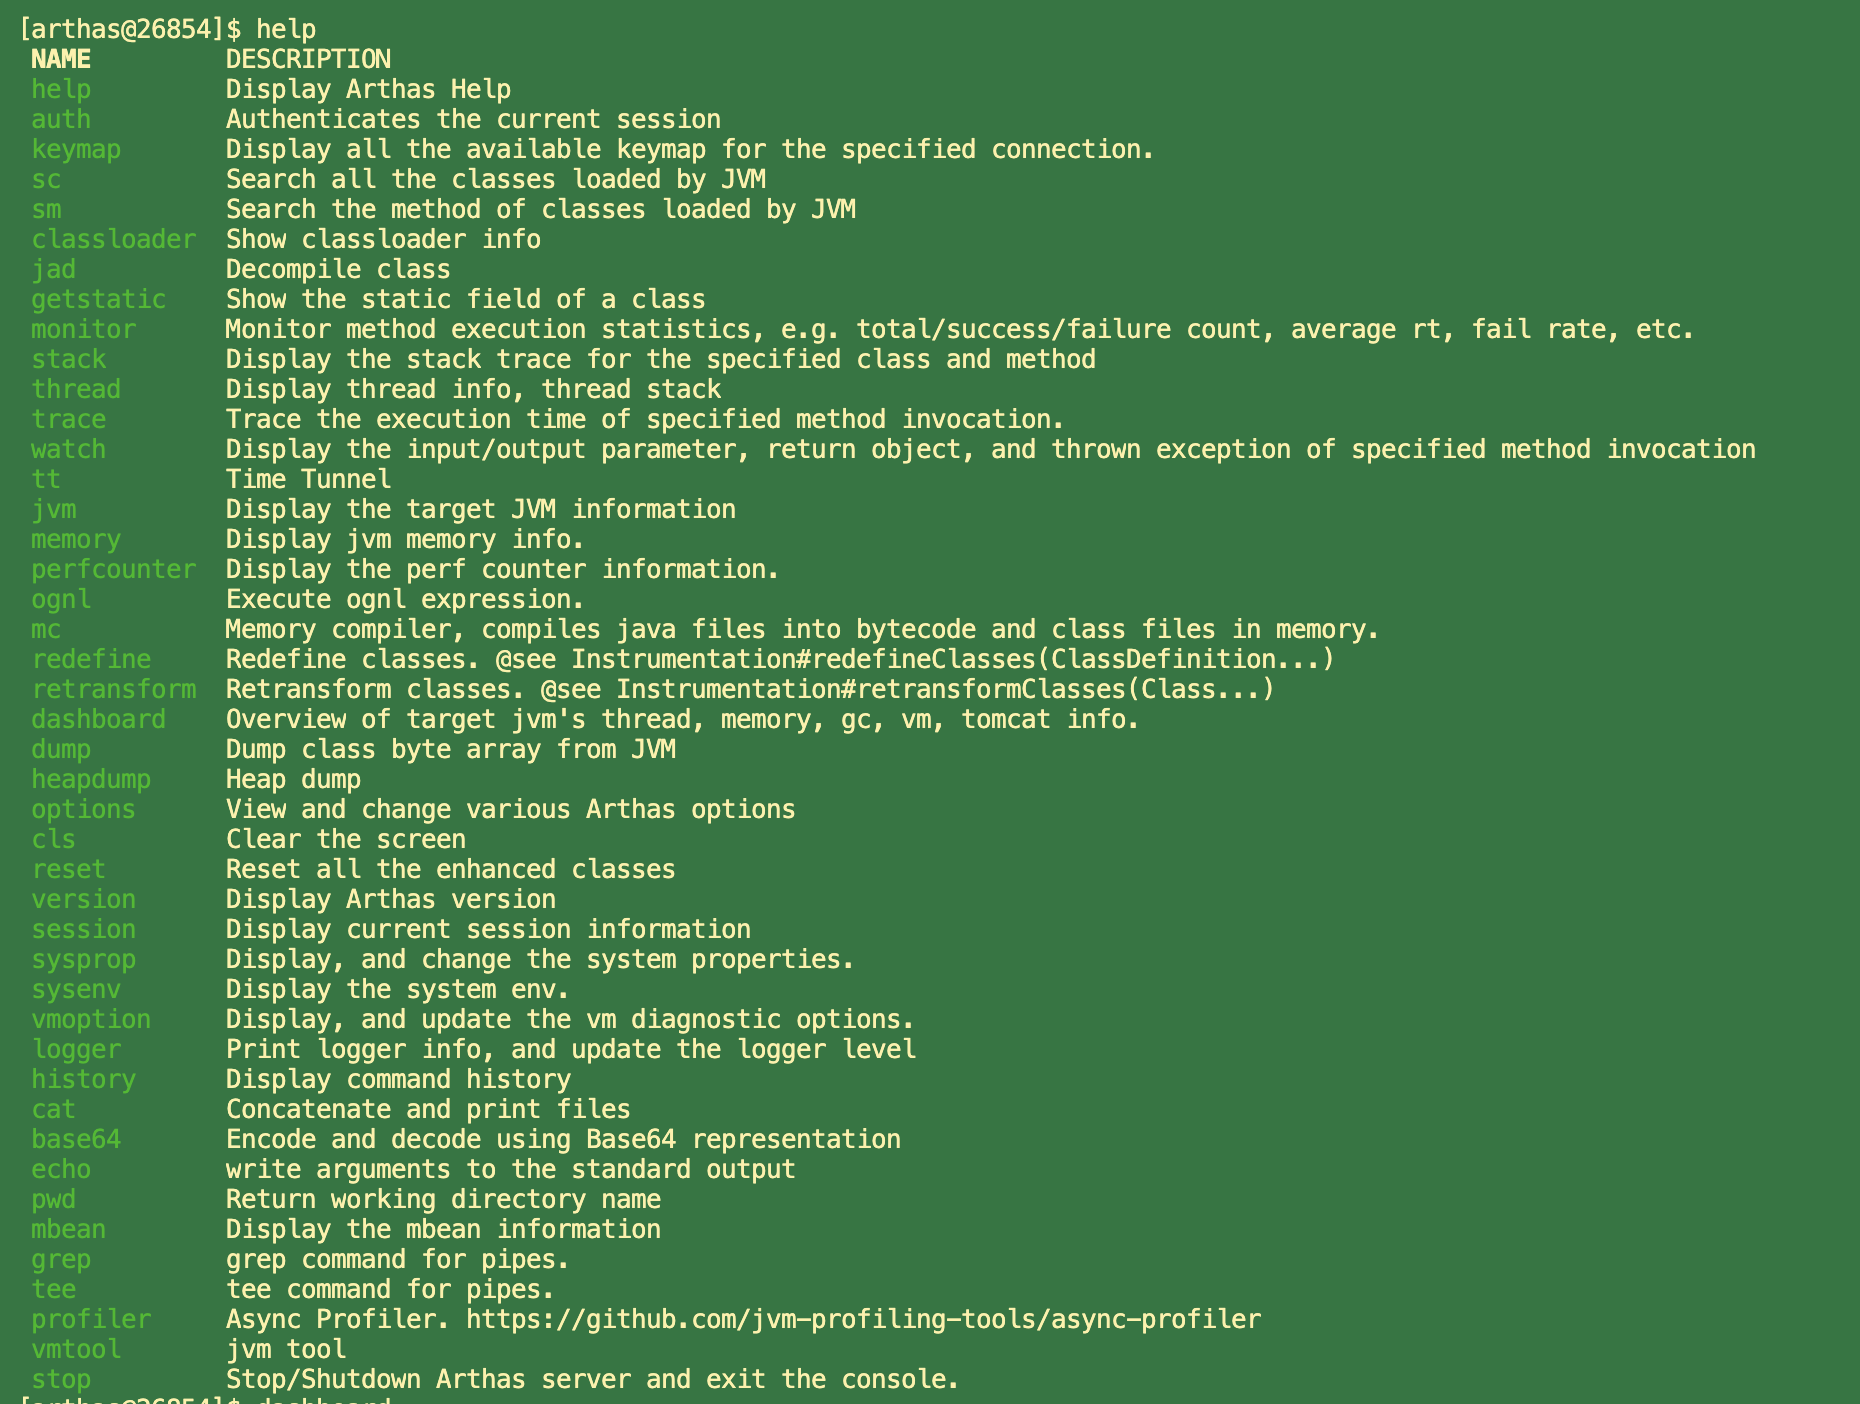 [arthas@26854]$ help
NAME DESCRIPTION
help Display Arthas Help
auth Authenticates the current session
keymap Display all the available keymap for the specified connection.
sc Search all the classes loaded by JVM
sm Search the method of classes loaded by JVM
classloader Show classloader info
jad Decompile class
getstatic Show the static field of a class
monitor Monitor method execution statistics, e.g. total/success/failure count, average rt, fail rate, etc.
stack Display the stack trace for the specified class and method
thread Display thread info, thread stack
trace Trace the execution time of specified method invocation.
watch Display the input/output parameter, return object, and thrown exception of specified method invocation
tt Time Tunnel
jvm Display the target JVM information
memory Display jvm memory info.
perfcounter Display the perf counter information.
ognl Execute ognl expression.
mc Memory compiler, compiles java files into bytecode and class files in memory.
redefine Redefine classes. @see Instrumentation#redefineClasses(ClassDefinition...)
retransform Retransform classes. @see Instrumentation#retransformClasses(Class...)
dashboard Overview of target jvm's thread, memory, gc, vm, tomcat info.
dump Dump class byte array from JVM
heapdump Heap dump
options View and change various Arthas options
cls Clear the screen
reset Reset all the enhanced classes
version Display Arthas version
session Display current session information
sysprop Display, and change the system properties.
sysenv Display the system env.
vmoption Display, and update the vm diagnostic options.
logger Print logger info, and update the logger level
history Display command history
cat Concatenate and print files
base64 Encode and decode using Base64 representation
echo write arguments to the standard output
pwd Return working directory name
mbean Display the mbean information
grep grep command for pipes.
tee tee command for pipes.
profiler Async Profiler. https://github.com/jvm-profiling-tools/async-profiler
vmtool jvm tool
stop Stop/Shutdown Arthas server and exit the console.
[arthas@26854]$ dashboard